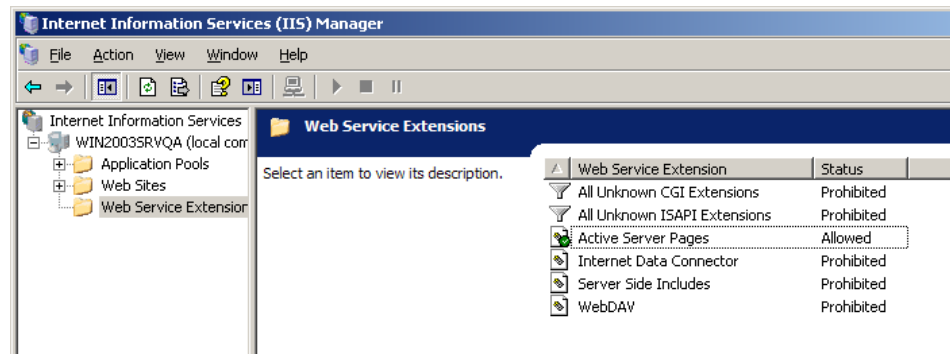 Internet Information Services (IIS) Manager
File Action View Window Help
Internet Information Services
WIN2003SRVQA (local com
Application Pools
Web Sites
Web Service Extension
Web Service Extensions
Select an item to view its description.
Web Service Extension Status
All Unknown CGI Extensions Prohibited
All Unknown ISAPI Extensions Prohibited
Active Server Pages Allowed
Internet Data Connector Prohibited
Server Side Includes Prohibited
WebDAV Prohibited